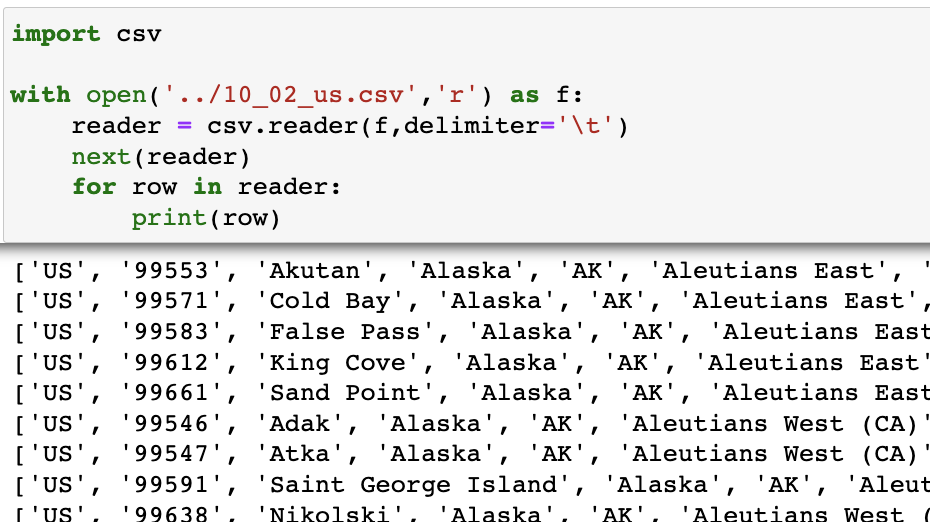 import csv
with open('../10_02_us.csv','r') as f:
    reader = csv.reader(f,delimiter='\t')
    next(reader)
    for row in reader:
        print(row)
['US', '99553', 'Akutan', 'Alaska', 'AK', 'Aleutians East', '
['US', '99571', 'Cold Bay', 'Alaska', 'AK', 'Aleutians East',
['US', '99583', 'False Pass', 'Alaska', 'AK', 'Aleutians East
['US', '99612', 'King Cove', 'Alaska', 'AK', 'Aleutians East'
['US', '99661', 'Sand Point', 'Alaska', 'AK', 'Aleutians East
['US', '99546', 'Adak', 'Alaska', 'AK', 'Aleutians West (CA)'
['US', '99547', 'Atka', 'Alaska', 'AK', 'Aleutians West (CA)'
['US', '99591', 'Saint George Island', 'Alaska', 'AK', 'Aleut
['US', '99638', 'Nikolski', 'Alaska', 'AK', 'Aleutians West (